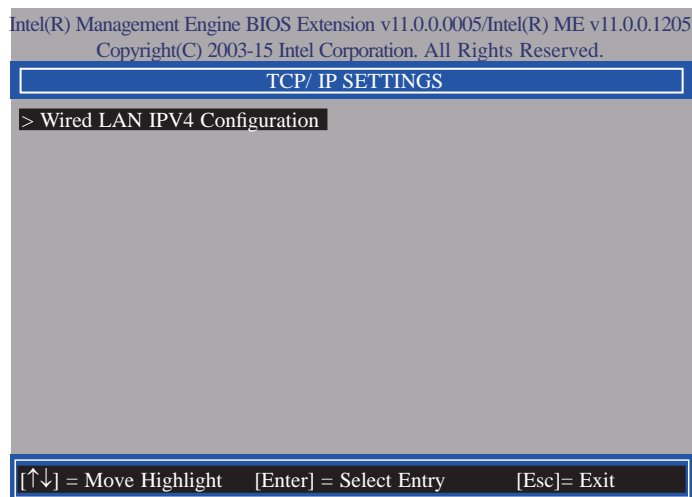 Intel(R) Management Engine BIOS Extension v11.0.0.0005/Intel(R) ME v11.0.0.1205
Copyright(C) 2003-15 Intel Corporation. All Rights Reserved.
TCP/ IP SETTINGS
> Wired LAN IPV4 Configuration
[↑↓] = Move Highlight [Enter] = Select Entry [Esc]= Exit